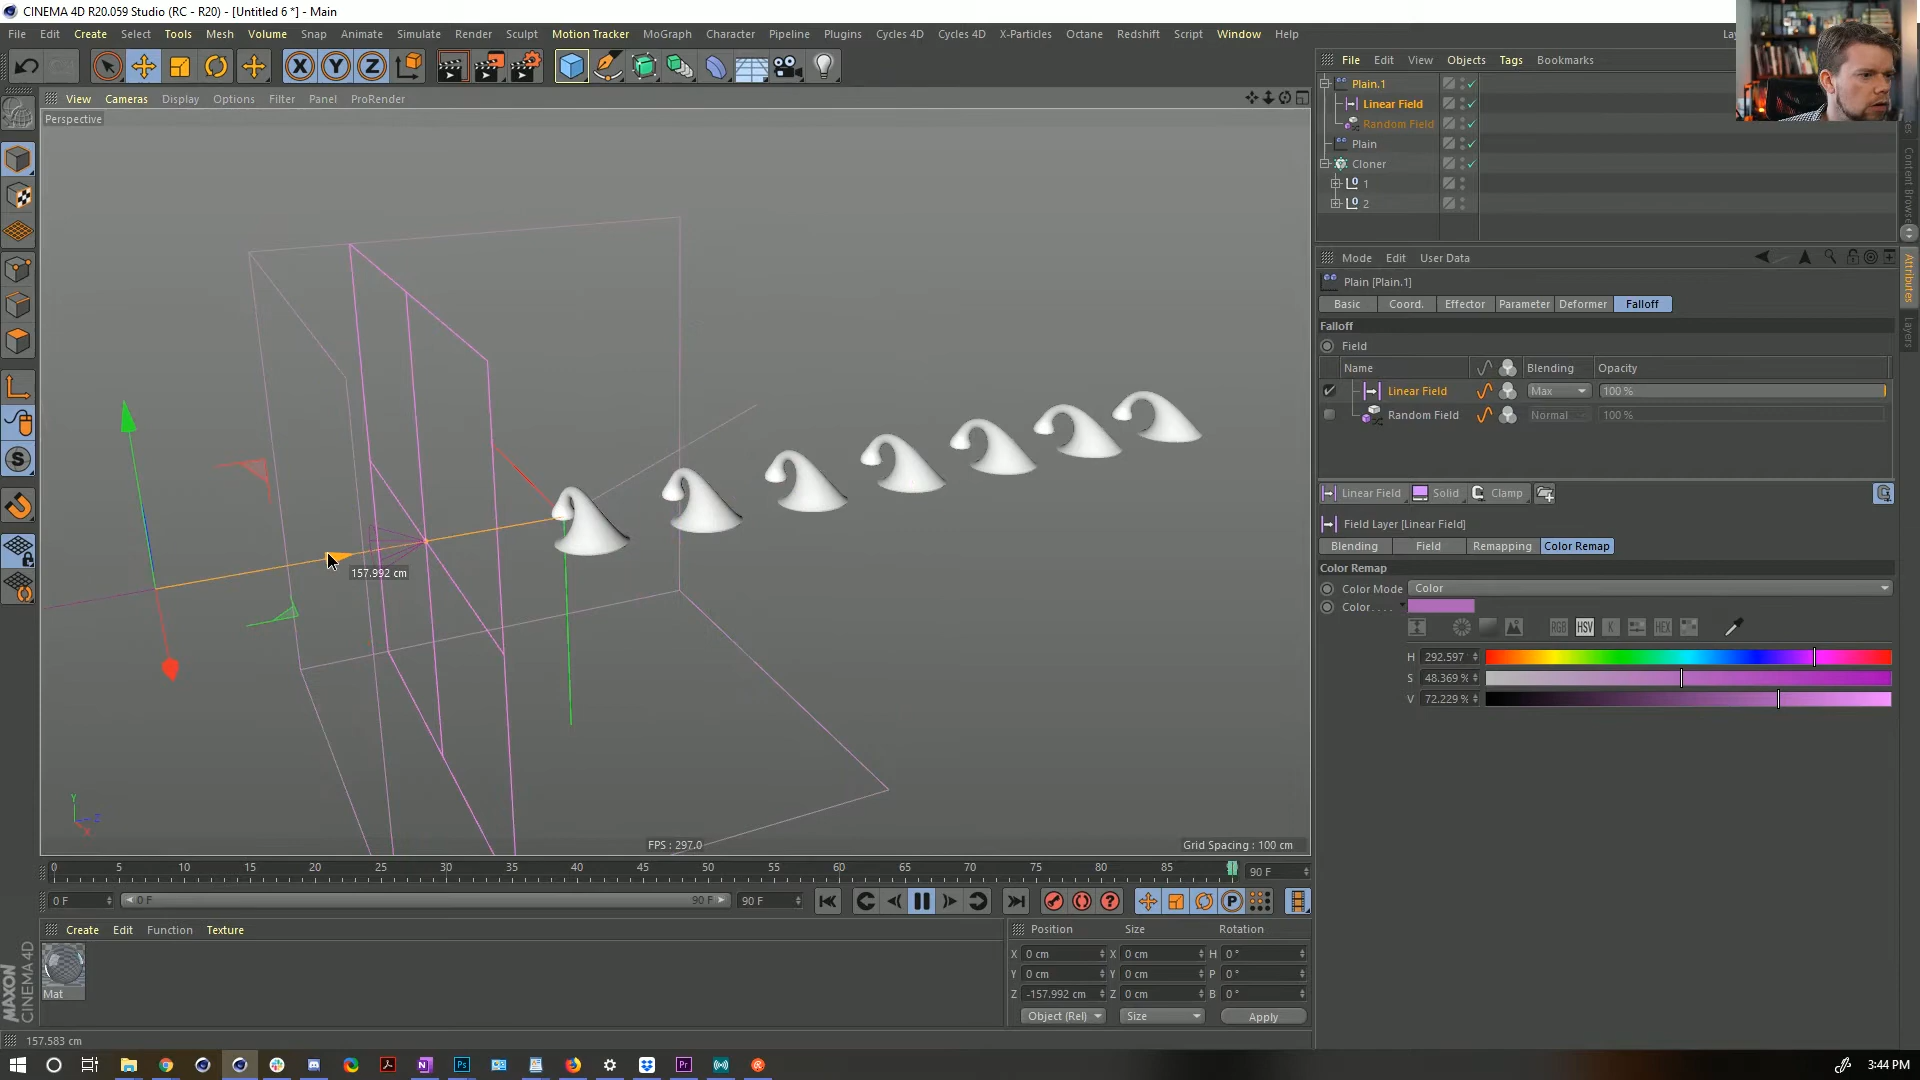 CINEMA 4D R20.059 Studio (RC - R20) - [Untitled 6 *] - Main
File Edit Create Select Tools Mesh Volume Snap Animate Simulate Render Sculpt Motion Tracker MoGraph Character Pipeline Plugins Cycles 4D Cycles 4D X-Particles Octane Redshift Script Window Help
File Edit View Objects Tags Bookmarks
Plain.1
Linear Field
Random Field
Plain
Cloner
1
2
View Cameras Display Options Filter Panel ProRender
Perspective
157.992 cm
FPS : 297.0
Grid Spacing : 100 cm
Mode Edit User Data
Plain [Plain.1]
Basic Coord. Effector Parameter Deformer Falloff
Falloff
Field
Name Blending Opacity
Linear Field Max 100 %
Random Field Normal 100 %
Linear Field Solid Clamp
Field Layer [Linear Field]
Blending Field Remapping Color Remap
Color Remap
Color Mode Color
Color . . . .
RGB HSV K HEX
H 292.597
S 48.369 %
V 72.229 %
Attributes
Layers
Content Browser
0 5 10 15 20 25 30 35 40 45 50 55 60 65 70 75 80 85 90 F
0 F 0 F 90 F 90 F
Create Edit Function Texture
Mat
Position Size Rotation
X 0 cm X 0 cm H 0 °
Y 0 cm Y 0 cm P 0 °
Z -157.992 cm Z 0 cm B 0 °
Object (Rel) Size Apply
MAXON
CINEMA 4D
157.583 cm
3:44 PM